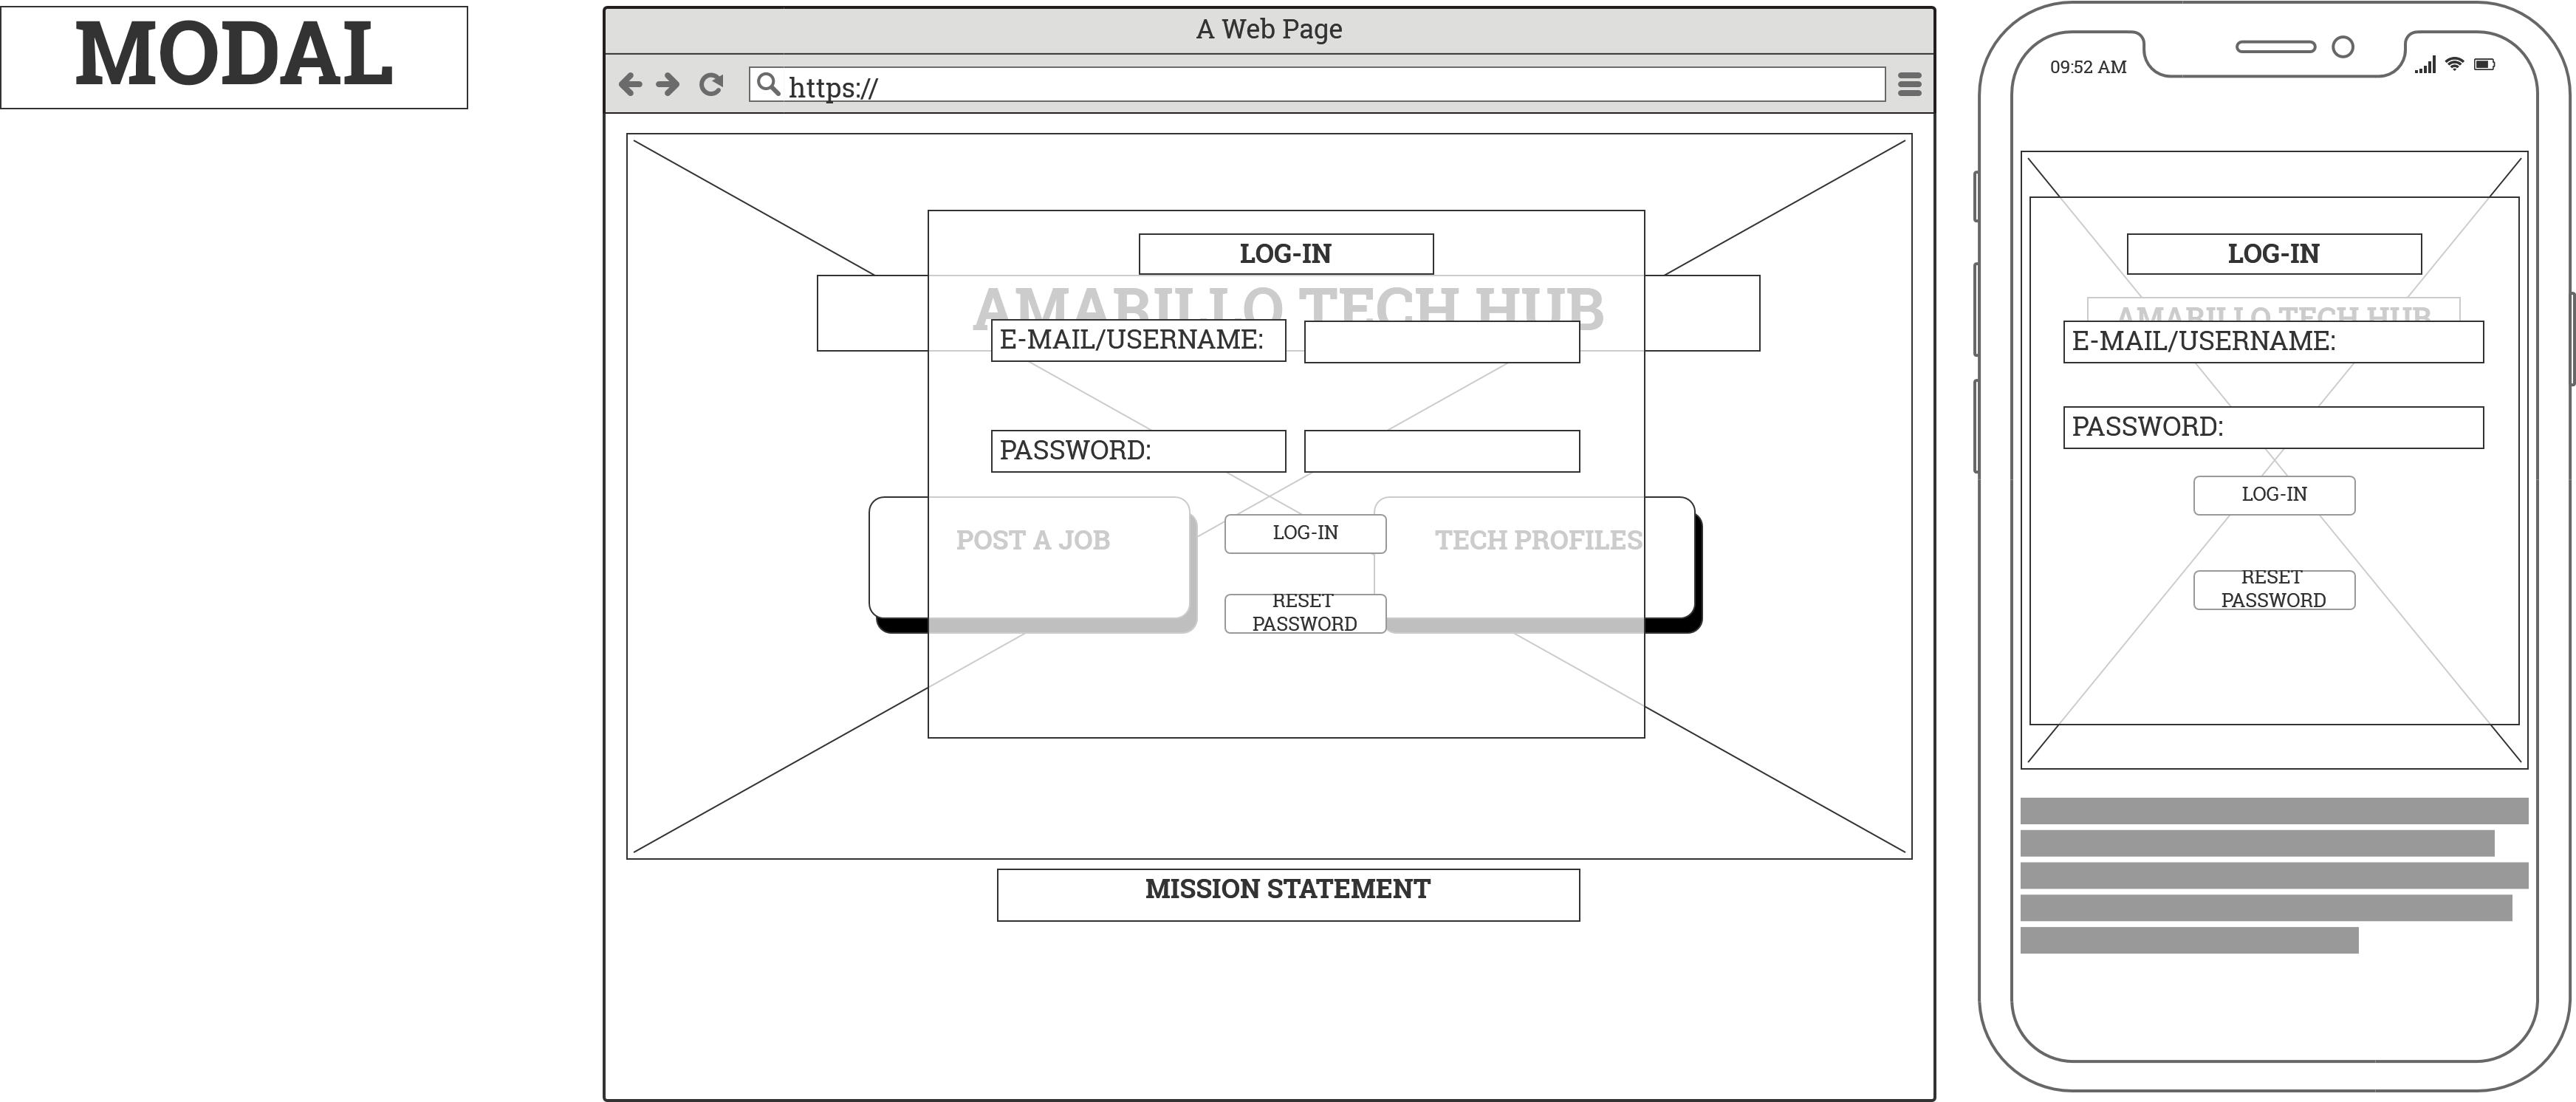 MODAL
A Web Page
https://
LOG-IN
AMARILLO TECH HUB
E-MAIL/USERNAME:
PASSWORD:
POST A JOB
TECH PROFILES
LOG-IN
RESET
PASSWORD
MISSION STATEMENT
09:52 AM
LOG-IN
AMARILLO TECH HUB
E-MAIL/USERNAME:
PASSWORD:
LOG-IN
RESET
PASSWORD